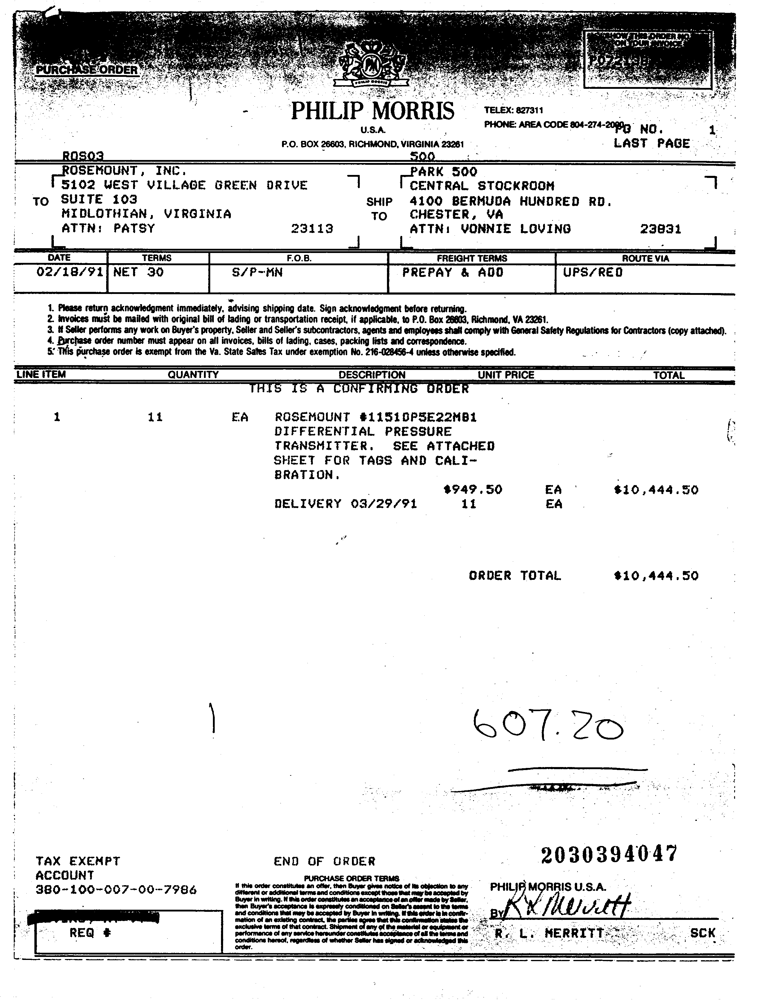 PURCHASE ORDER
SHOW THIS ORDER NO.
ON YOUR INVOICE
PHILIP MORRIS
U.S.A.
P.O. BOX 26603, RICHMOND, VIRGINIA 23261
TELEX: 827311
PHONE: AREA CODE 804-274-2000
PG NO. 1
LAST PAGE
ROS03
500
TO
ROSEMOUNT, INC.
5102 WEST VILLAGE GREEN DRIVE
SUITE 103
MIDLOTHIAN, VIRGINIA
ATTN: PATSY 23113
SHIP TO
PARK 500
CENTRAL STOCKROOM
4100 BERMUDA HUNDRED RD.
CHESTER, VA
ATTN: VONNIE LOVING 23831
DATE TERMS F.O.B. FREIGHT TERMS ROUTE VIA
02/18/91 NET 30 S/P-MN PREPAY & ADD UPS/RED
1. Please return acknowledgment immediately, advising shipping date. Sign acknowledgment before returning.
2. Invoices must be mailed with original bill of lading or transportation receipt, if applicable, to P.O. Box 26603, Richmond, VA 23261.
3. If Seller performs any work on Buyer's property, Seller and Seller's subcontractors, agents and employees shall comply with General Safety Regulations for Contractors (copy attached).
4. Purchase order number must appear on all invoices, bills of lading, cases, packing lists and correspondence.
5. This purchase order is exempt from the Va. State Sales Tax under exemption No. 216-028456-4 unless otherwise specified.
LINE ITEM QUANTITY DESCRIPTION UNIT PRICE TOTAL
THIS IS A CONFIRMING ORDER
1 11 EA ROSEMOUNT #1151DP5E22MB1
DIFFERENTIAL PRESSURE
TRANSMITTER. SEE ATTACHED
SHEET FOR TAGS AND CALI-
BRATION.
$949.50 EA $10,444.50
DELIVERY 03/29/91 11 EA
ORDER TOTAL $10,444.50
607.20
2030394047
TAX EXEMPT
ACCOUNT
380-100-007-00-7986
REQ #
END OF ORDER
PURCHASE ORDER TERMS
If this order constitutes an offer, then Buyer gives notice of its objection to any
different or additional terms and conditions except those that may be accepted by
Buyer in writing. If this order constitutes an acceptance of an offer made by Seller,
then Buyer's acceptance is expressly conditioned on Seller's assent to the terms
and conditions that may be accepted by Buyer in writing. If this order is in confir-
mation of an existing contract, the parties agree that this confirmation states the
exclusive terms of that contract. Shipment of any of the material or equipment or
performance of any service hereunder constitutes acceptance of all the terms and
conditions hereof, regardless of whether Seller has signed or acknowledged this
order.
PHILIP MORRIS U.S.A.
By R L Merritt
R. L. MERRITT SCK